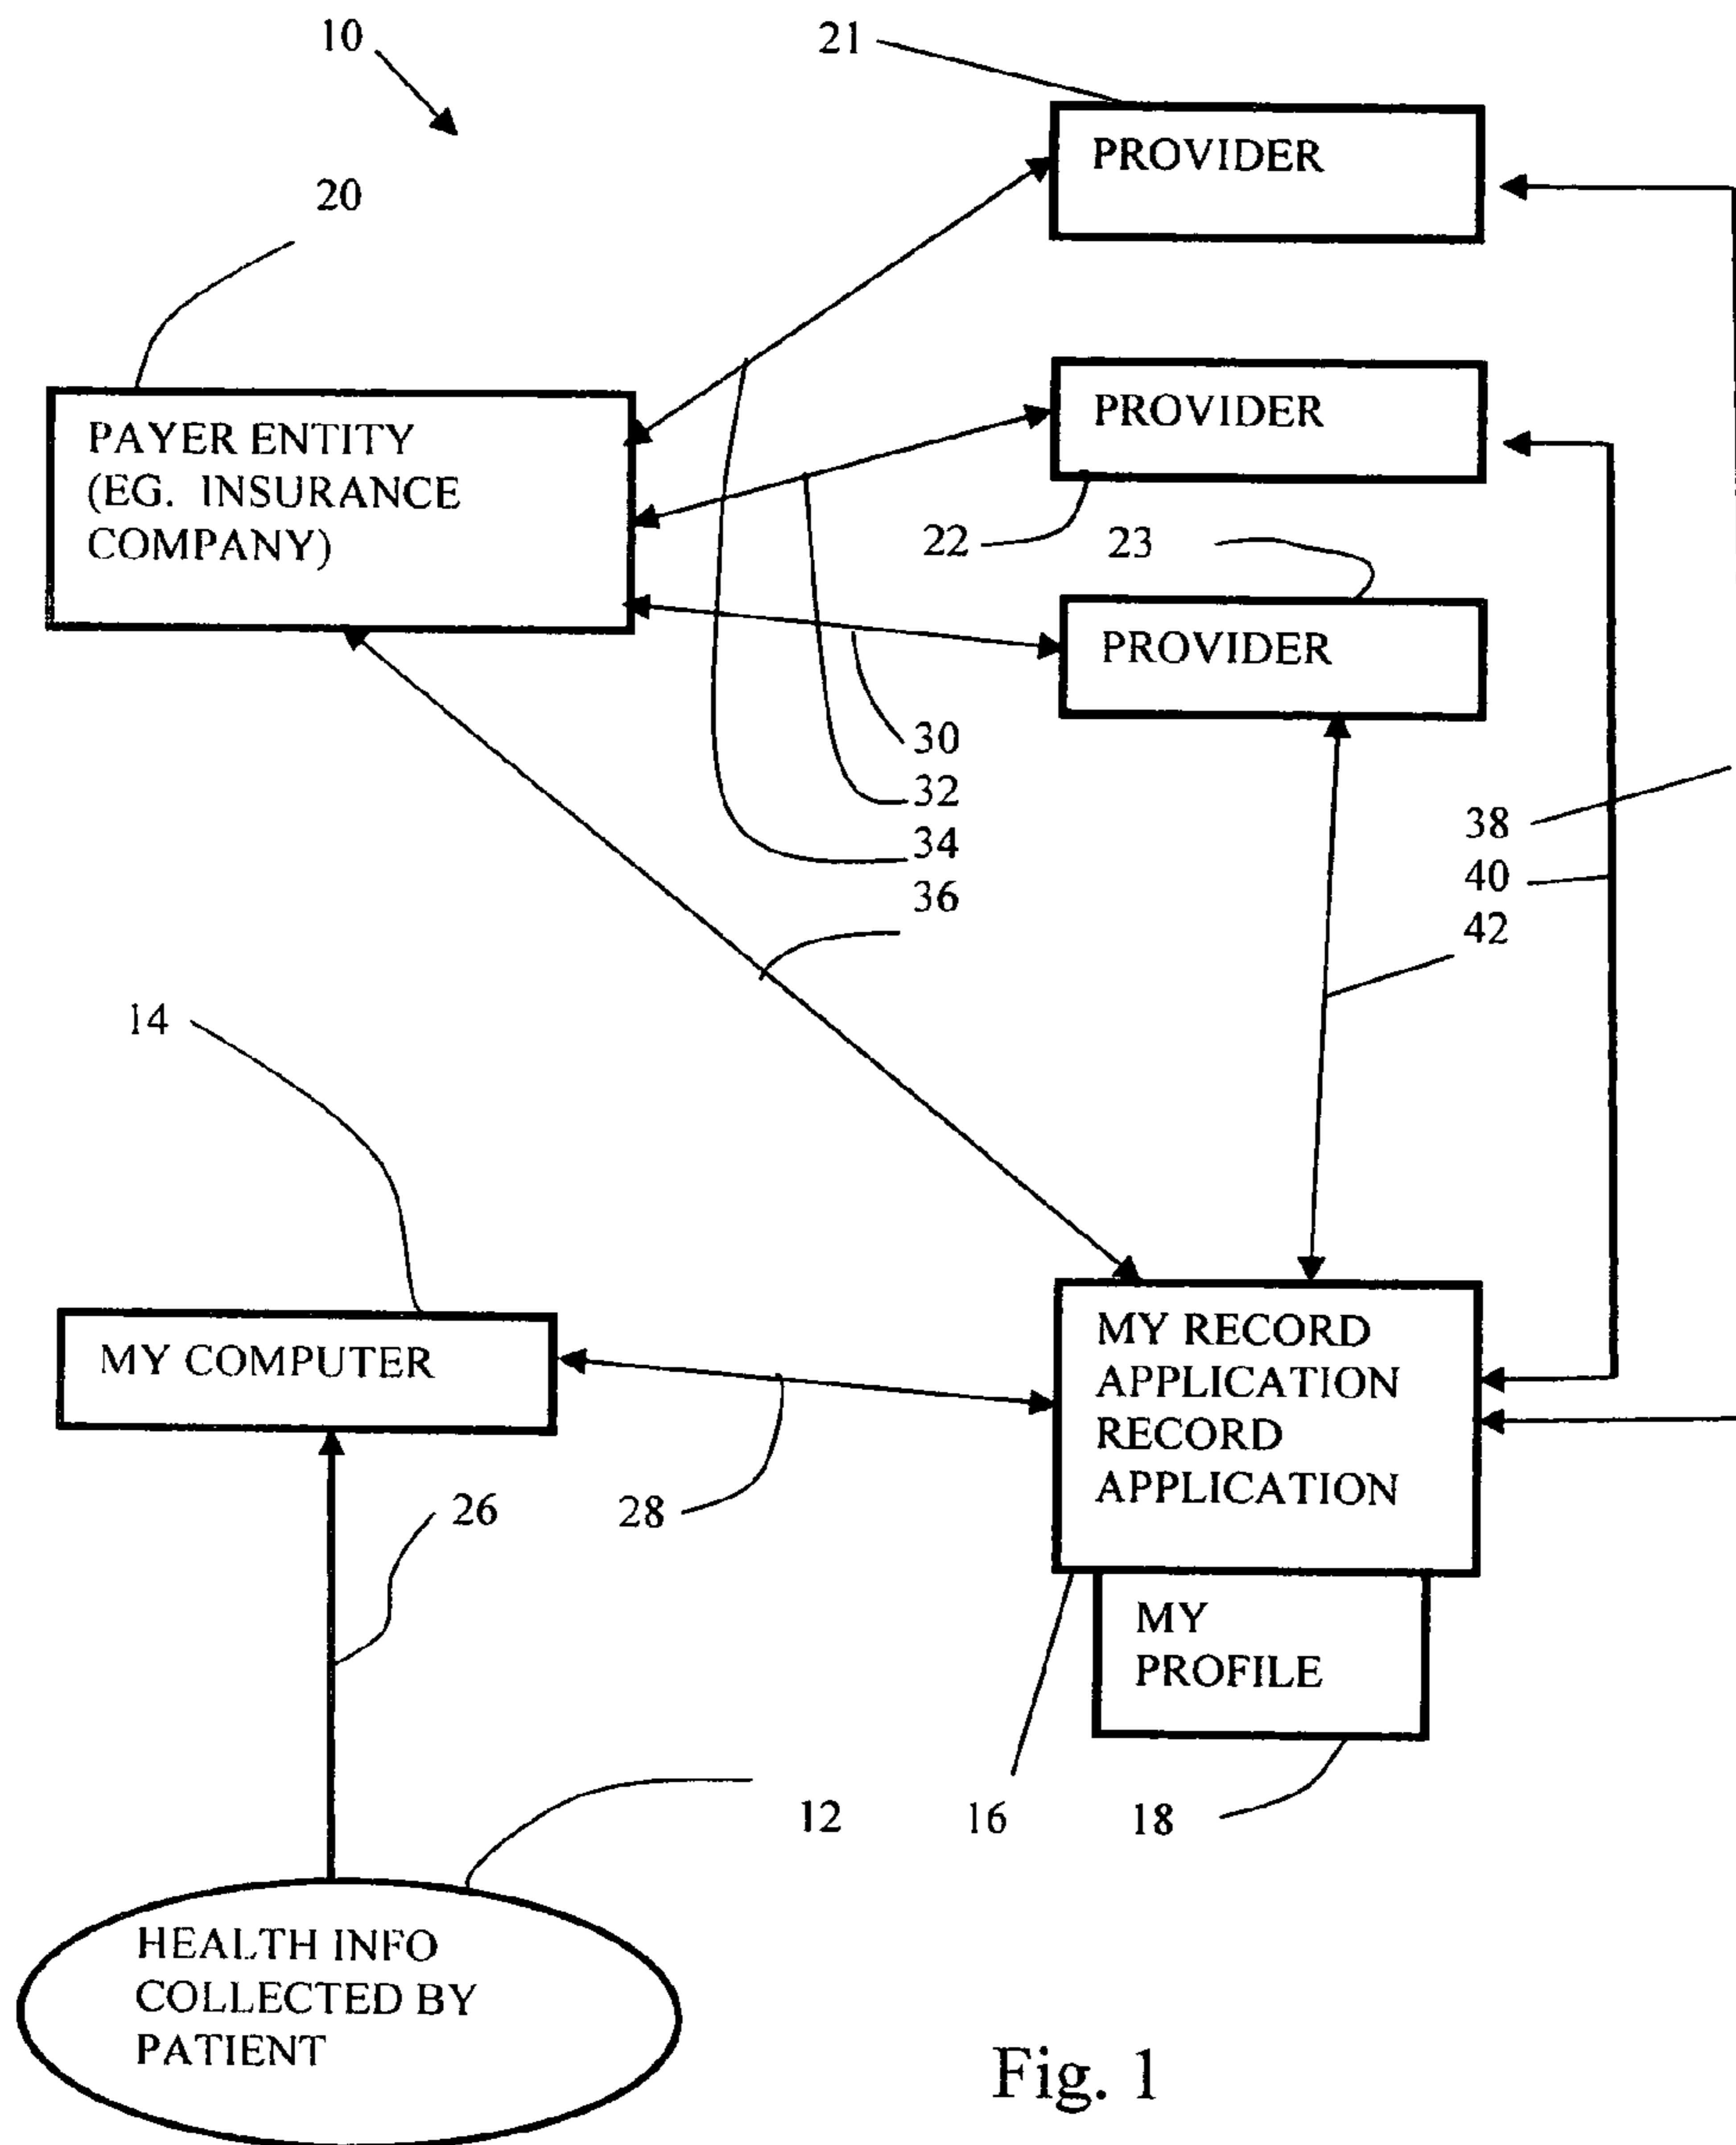 10
21
PROVIDER
20
PAYER ENTITY
(EG. INSURANCE
COMPANY)
PROVIDER
22
23
PROVIDER
30
32
34
36
38
40
42
14
MY COMPUTER
MY RECORD
APPLICATION
RECORD
APPLICATION
26
28
MY
PROFILE
12
16
18
HEALTH INFO
COLLECTED BY
PATIENT
Fig. 1